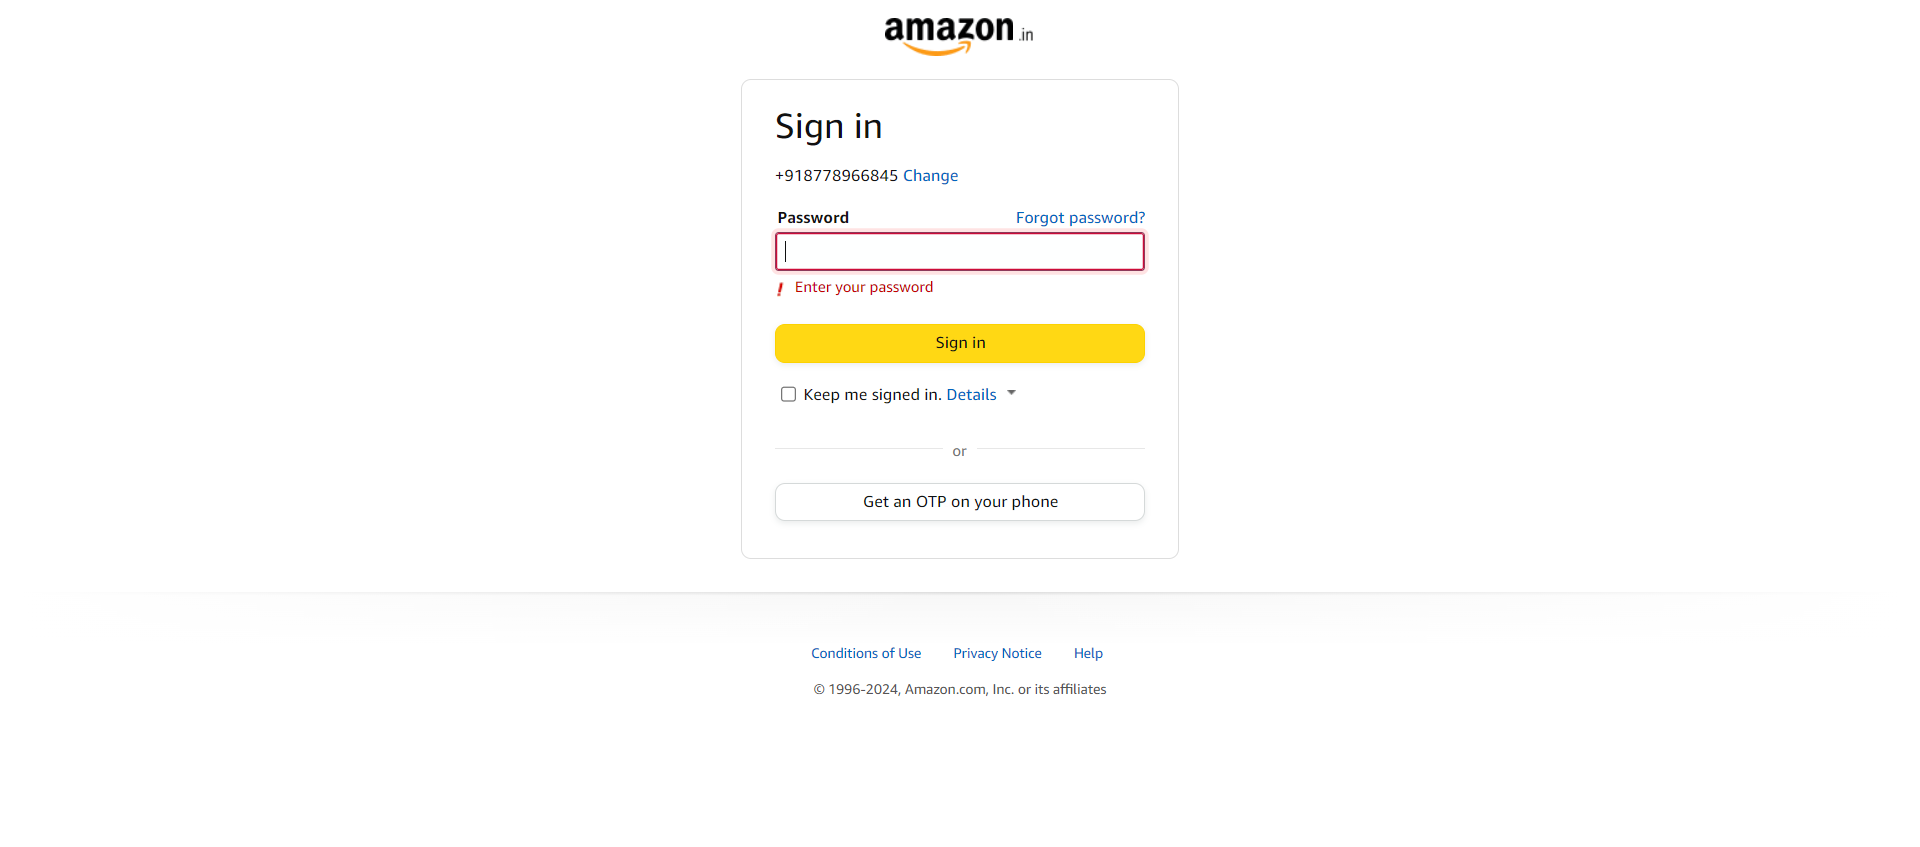 amazon.in
Sign in
+918778966845 Change
Password Forgot password?
! Enter your password
Sign in
Keep me signed in. Details
or
Get an OTP on your phone
Conditions of Use Privacy Notice Help
© 1996-2024, Amazon.com, Inc. or its affiliates